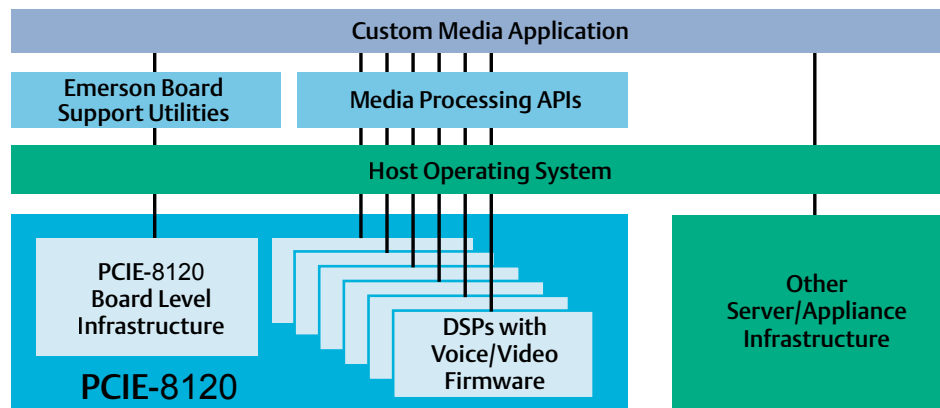 Custom Media Application
Emerson Board
Support Utilities
Media Processing APIs
Host Operating System
PCIE-8120
Board Level
Infrastructure
DSPs with
Voice/Video
Firmware
PCIE-8120
Other
Server/Appliance
Infrastructure